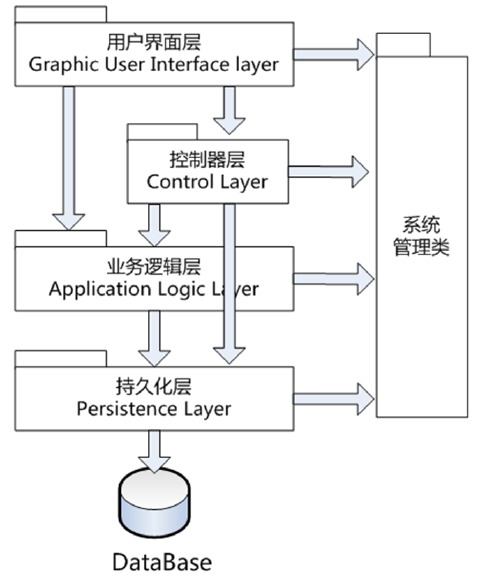 用户界面层
Graphic User Interface layer
控制器层
Control Layer
系统
管理类
业务逻辑层
Application Logic Layer
持久化层
Persistence Layer
DataBase